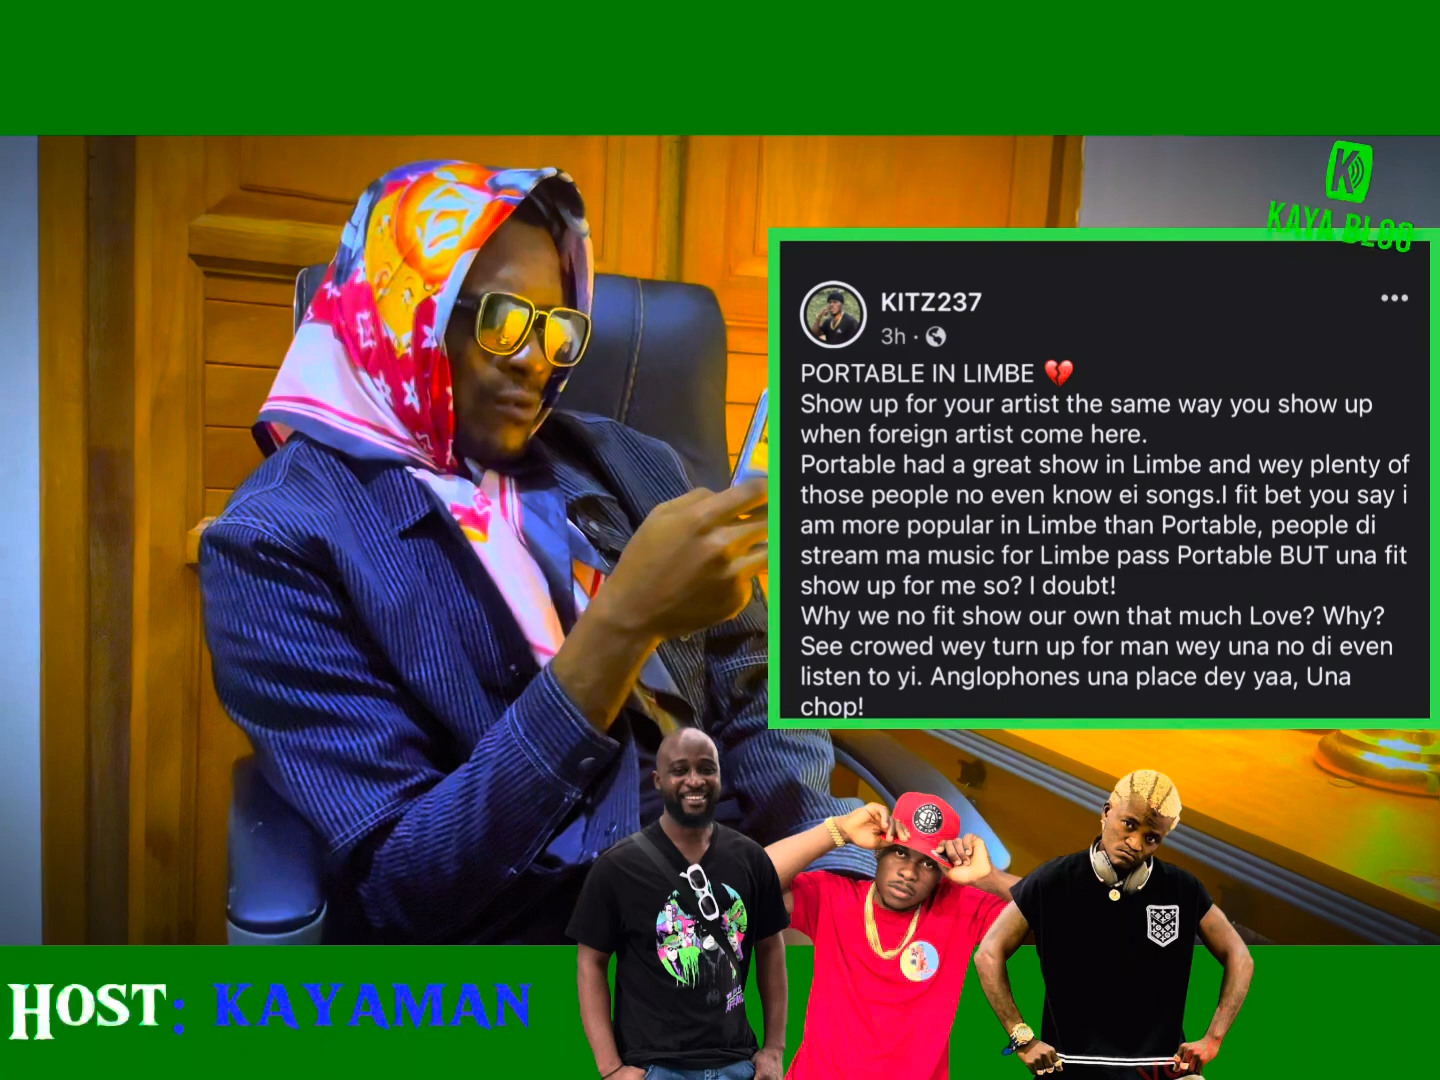 KAYA BLOG
KITZ237
3h ·
PORTABLE IN LIMBE 💔
Show up for your artist the same way you show up
when foreign artist come here.
Portable had a great show in Limbe and wey plenty of
those people no even know ei songs.I fit bet you say i
am more popular in Limbe than Portable, people di
stream ma music for Limbe pass Portable BUT una fit
show up for me so? I doubt!
Why we no fit show our own that much Love? Why?
See crowed wey turn up for man wey una no di even
listen to yi. Anglophones una place dey yaa, Una
chop!
HOST: KAYAMAN